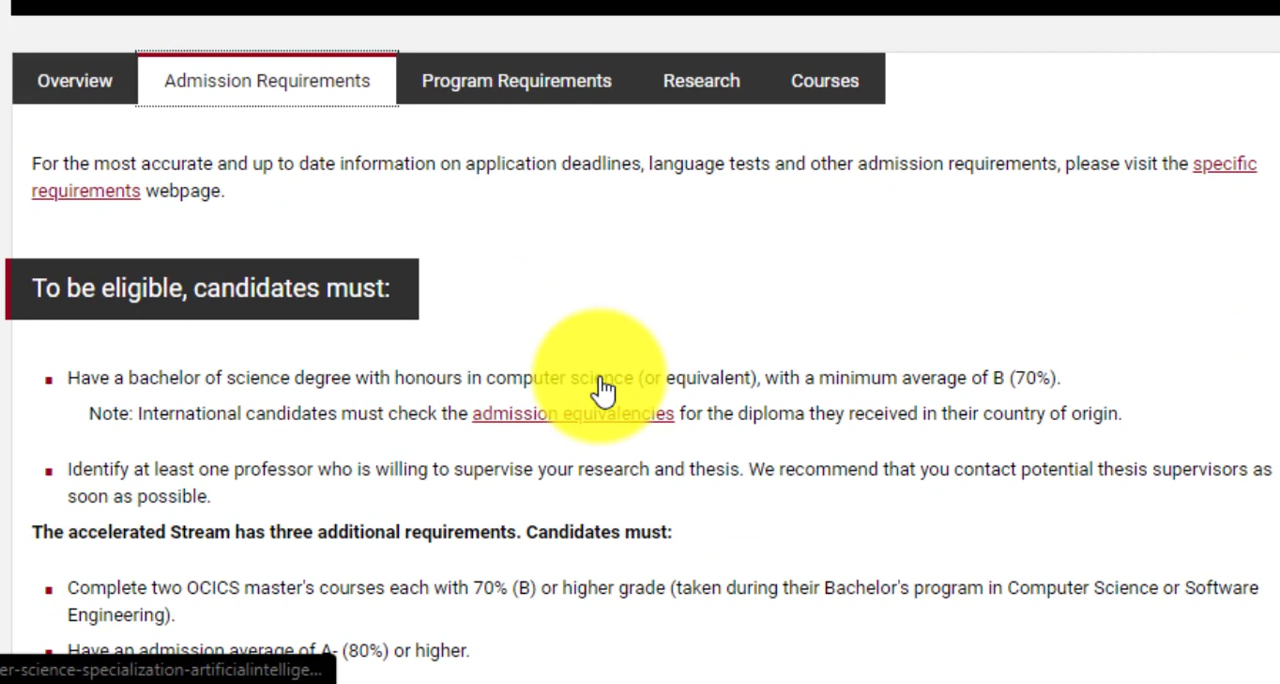 Overview Admission Requirements Program Requirements Research Courses
For the most accurate and up to date information on application deadlines, language tests and other admission requirements, please visit the specific
requirements webpage.
To be eligible, candidates must:
Have a bachelor of science degree with honours in computer science (or equivalent), with a minimum average of B (70%).
Note: International candidates must check the admission equivalencies for the diploma they received in their country of origin.
Identify at least one professor who is willing to supervise your research and thesis. We recommend that you contact potential thesis supervisors as
soon as possible.
The accelerated Stream has three additional requirements. Candidates must:
Complete two OCICS master's courses each with 70% (B) or higher grade (taken during their Bachelor's program in Computer Science or Software
Engineering).
Have an admission average of A- (80%) or higher.
er-science-specialization-artificialintellige...